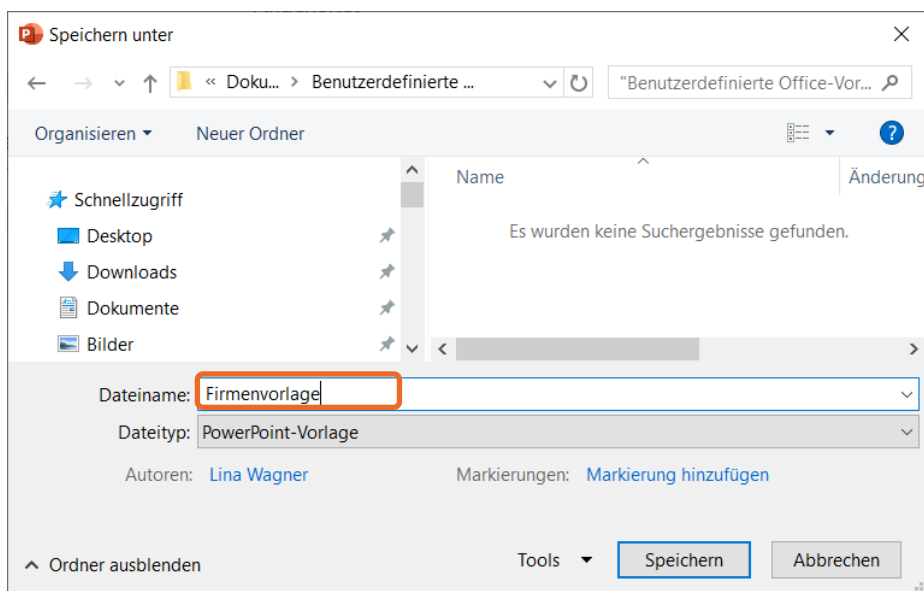 Speichern unter
« Doku... > Benutzerdefinierte ...
"Benutzerdefinierte Office-Vor...
Organisieren
Neuer Ordner
?
Name
Änderung
Schnellzugriff
Es wurden keine Suchergebnisse gefunden.
Desktop
Downloads
Dokumente
Bilder
Dateiname: Firmenvorlage
Dateityp: PowerPoint-Vorlage
Autoren: Lina Wagner
Markierungen: Markierung hinzufügen
Ordner ausblenden
Tools
Speichern
Abbrechen